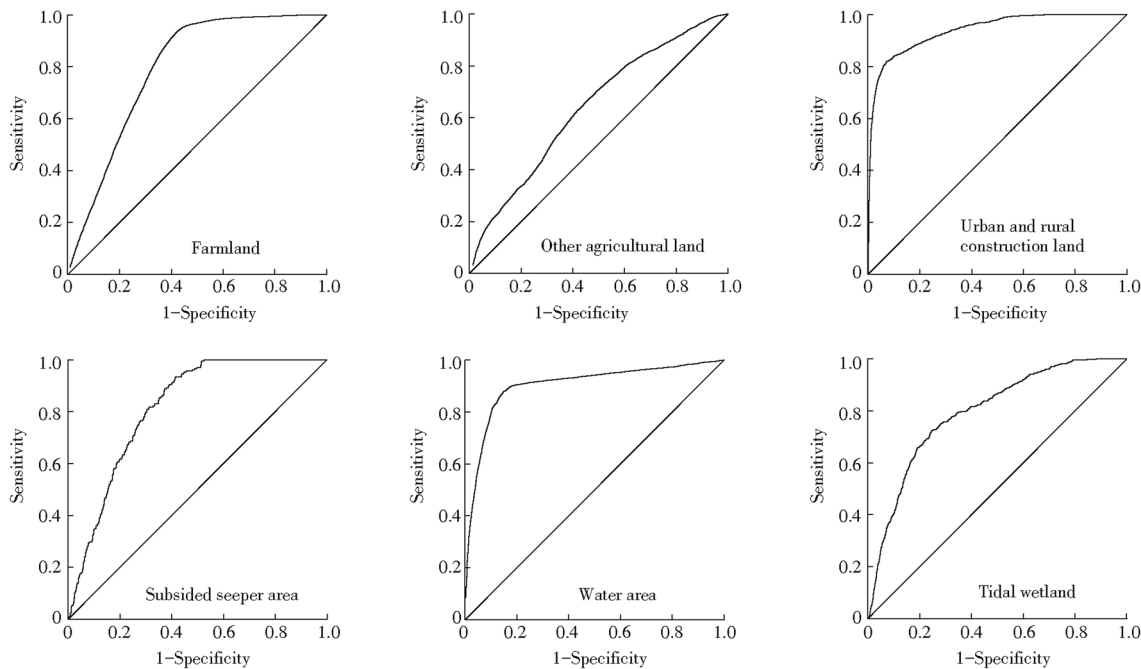 1.0
0.8
0.6
0.4
0.2
0
Sensitivity
Farmland
0 0.2 0.4 0.6 0.8 1.0
1−Specificity
1.0
0.8
0.6
0.4
0.2
0
Sensitivity
Other agricultural land
0 0.2 0.4 0.6 0.8 1.0
1−Specificity
1.0
0.8
0.6
0.4
0.2
0
Sensitivity
Urban and rural
construction land
0 0.2 0.4 0.6 0.8 1.0
1−Specificity
1.0
0.8
0.6
0.4
0.2
0
Sensitivity
Subsided seeper area
0 0.2 0.4 0.6 0.8 1.0
1−Specificity
1.0
0.8
0.6
0.4
0.2
0
Sensitivity
Water area
0 0.2 0.4 0.6 0.8 1.0
1−Specificity
1.0
0.8
0.6
0.4
0.2
0
Sensitivity
Tidal wetland
0 0.2 0.4 0.6 0.8 1.0
1−Specificity